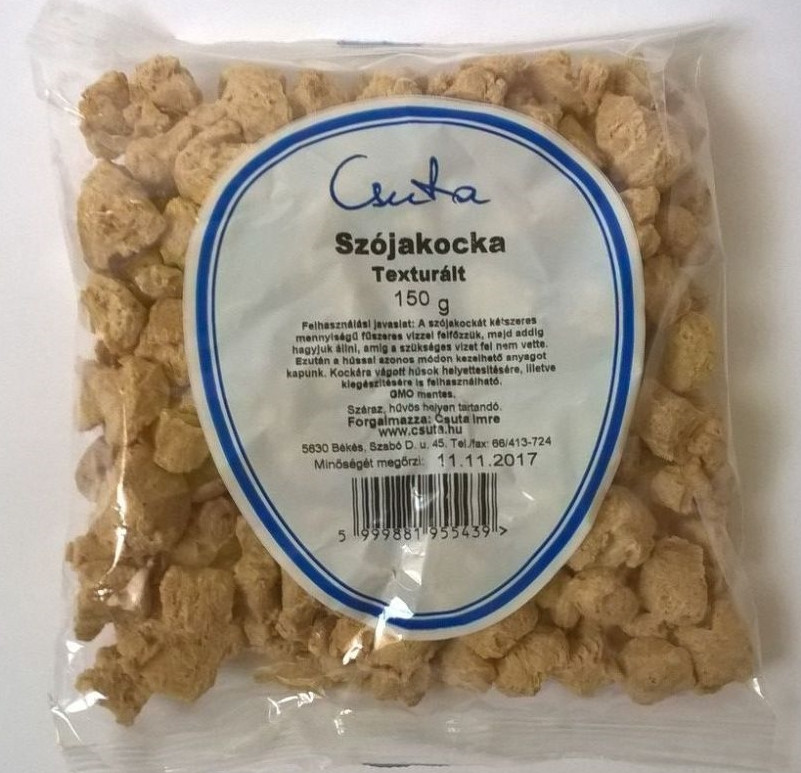 Csuta
Szójakocka
Texturált
150 g
Felhasználási javaslat: A szójakockát kétszeres
mennyiségű fűszeres vízzel felfőzzük, majd addig
hagyjuk állni, amíg a szükséges vizet fel nem vette.
Ezután a hússal azonos módon kezelhető anyagot
kapunk. Kockára vágott húsok helyettesítésére, illetve
kiegészítésére is felhasználható.
GMO mentes.
Száraz, hűvös helyen tartandó.
Forgalmazza: Csuta Imre
www.csuta.hu
5630 Békés, Szabó D. u. 45. Tel./fax: 66/413-724
Minőségét megőrzi: 11.11.2017
5 999881 955439 >